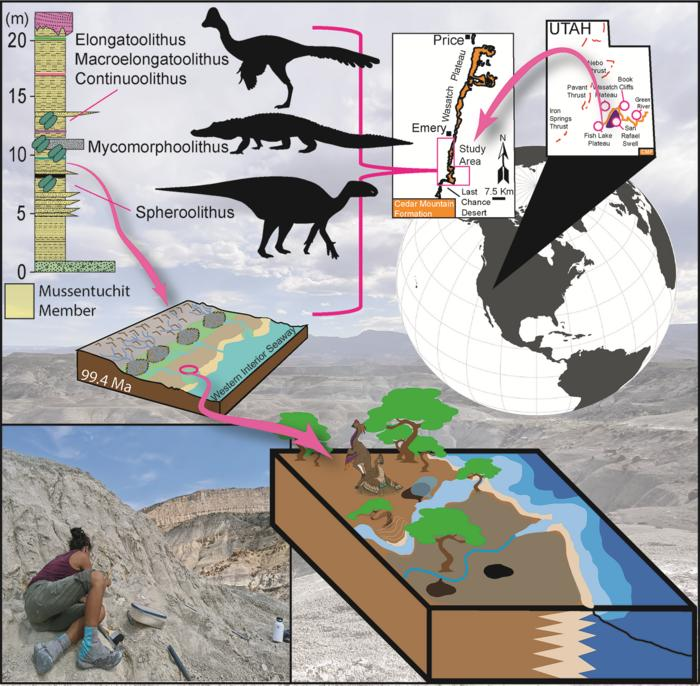 (m)
20
15
10
5
0
Elongatoolithus
Macroelongatoolithus
Continuoolithus
Mycomorphoolithus
Spheroolithus
Mussentuchit
Member
99.4 Ma
Western Interior Seaway
Price
Wasatch Plateau
Emery
Study
Area
N
7.5 Km
Last
Chance
Desert
Cedar Mountain
Formation
UTAH
Nebo
Thrust
Pavant
Thrust
Wasatch
Plateau
Book
Cliffs
Green
River
Iron
Springs
Thrust
Fish Lake
Plateau
San
Rafael
Swell
CMF